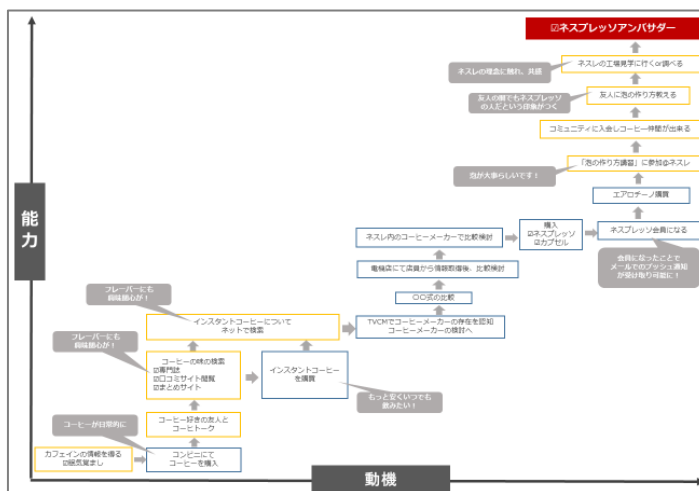 ☑ネスプレッソアンバサダー
ネスレの工場見学に行くor調べる
ネスレの理念に触れ、共感
友人に泡の作り方教える
友人の間でもネスプレッソ
の人だという印象がつく
コミュニティに入会しコーヒー仲間が出来る
「泡の作り方講習」に参加@ネスレ
泡が大事らしいです！
エアロチーノ購買
能力
ネスレ内のコーヒーメーカーで比較検討
購入
☑ネスプレッソ
☑カプセル
ネスプレッソ会員になる
電機店にて店員から情報取得後、比較検討
会員になったことで
メールでのプッシュ通知
が受け取り可能に！
〇〇式の比較
フレーバーにも
興味関心が！
インスタントコーヒーについて
ネットで検索
TVCMでコーヒーメーカーの存在を認知
コーヒーメーカーの検討へ
フレーバーにも
興味関心が！
コーヒーの味の検索
☑専門誌
☑口コミサイト閲覧
☑まとめサイト
インスタントコーヒー
を購買
もっと安くいつでも
飲みたい！
コーヒー好きの友人と
コーヒートーク
コーヒーが日常的に
カフェインの情報を得る
☑眠気覚まし
コンビニにて
コーヒーを購入
動機